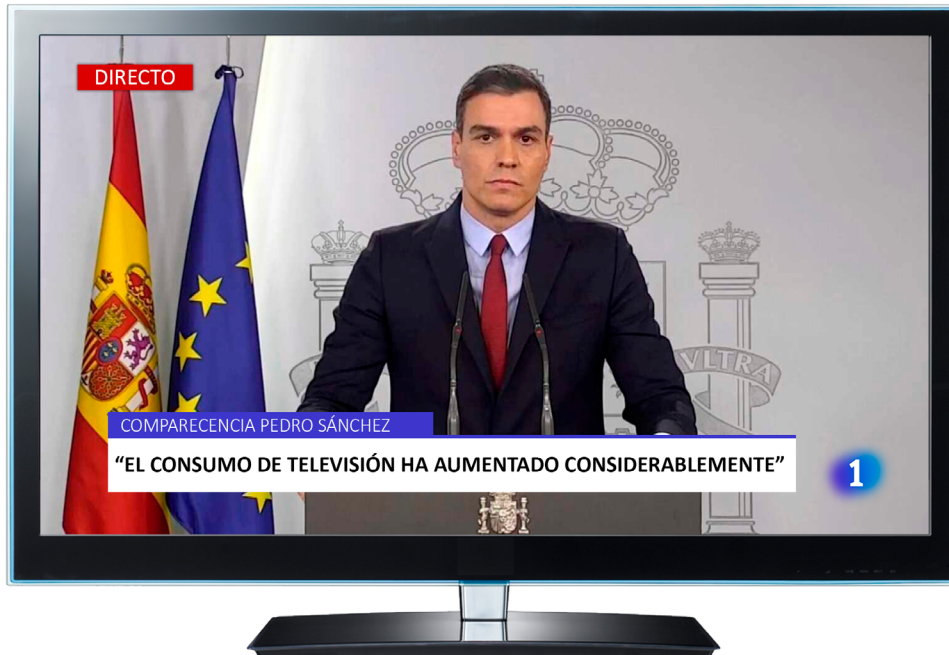 DIRECTO
VLTRA
COMPARECENCIA PEDRO SÁNCHEZ
“EL CONSUMO DE TELEVISIÓN HA AUMENTADO CONSIDERABLEMENTE”
1